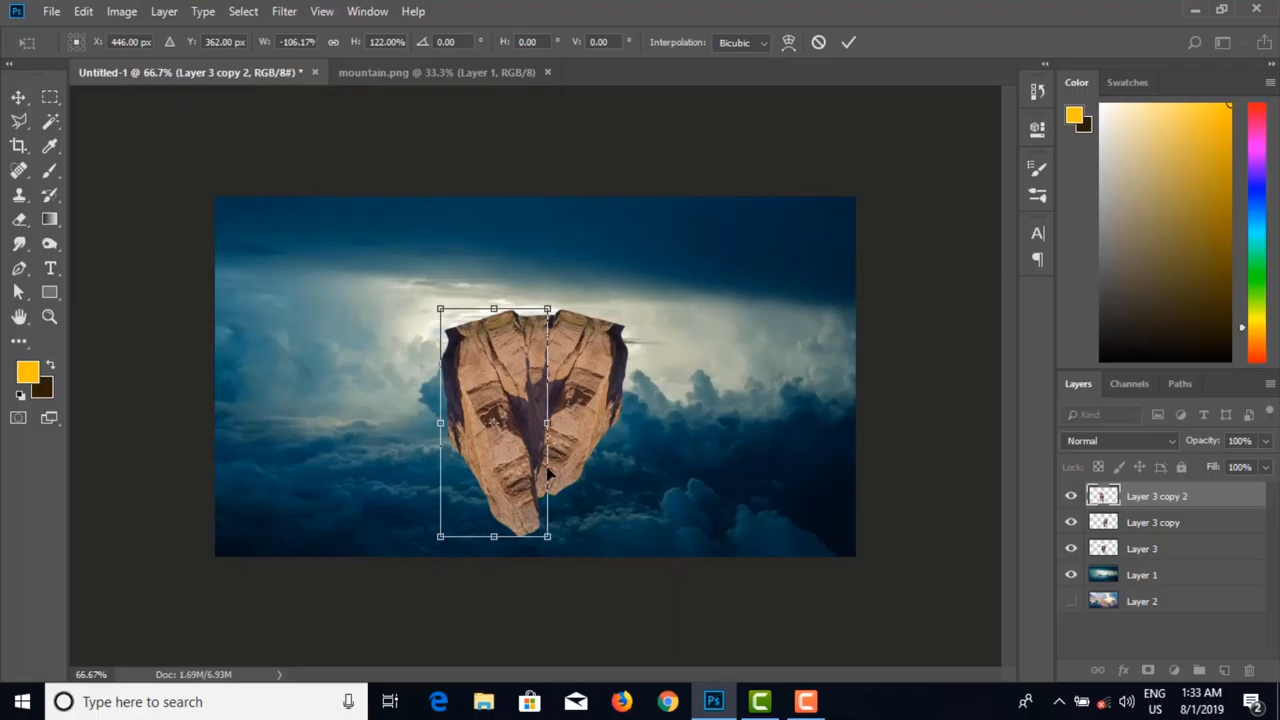 Ps File Edit Image Layer Type Select Filter View Window Help
X: 446.00 px Y: 362.00 px W: -106.17% H: 122.00% 0.00 ° H: 0.00 ° V: 0.00 ° Interpolation: Bicubic
Untitled-1 @ 66.7% (Layer 3 copy 2, RGB/8#) * × mountain.png @ 33.3% (Layer 1, RGB/8) ×
Color Swatches
Layers Channels Paths
Kind
Normal Opacity: 100%
Lock: Fill: 100%
Layer 3 copy 2
Layer 3 copy
Layer 3
Layer 1
Layer 2
66.67% Doc: 1.69M/6.93M
Type here to search
Ps
ENG
US
1:33 AM
8/1/2019
2